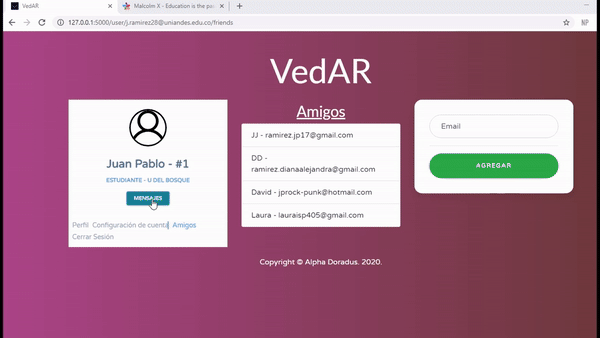 VedAR
Malcolm X - Education is the pas
127.0.0.1:5000/user/j.ramirez28@uniandes.edu.co/friends
NP
VedAR
Juan Pablo - #1
ESTUDIANTE - U DEL BOSQUE
MENSAJES
Perfil Configuración de cuenta Amigos
Cerrar Sesión
Amigos
JJ - ramirez.jp17@gmail.com
DD -
ramirez.dianaalejandra@gmail.com
David - jprock-punk@hotmail.com
Laura - lauraisp405@gmail.com
Email
AGREGAR
Copyright © Alpha Doradus. 2020.